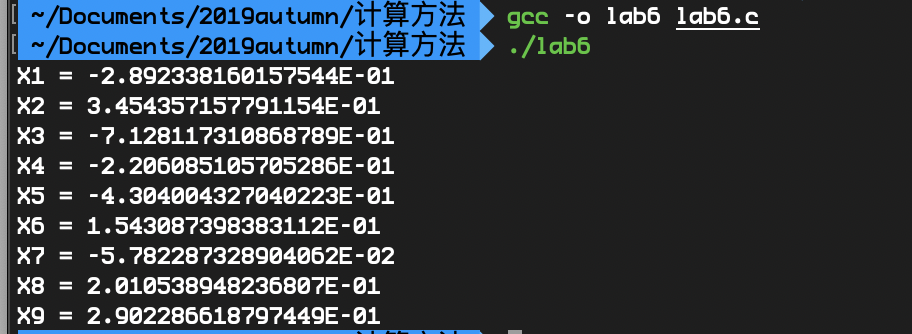 ~/Documents/2019autumn/计算方法 gcc -o lab6 lab6.c
~/Documents/2019autumn/计算方法 ./lab6
X1 = -2.892338160157544E-01
X2 = 3.454357157791154E-01
X3 = -7.128117310868789E-01
X4 = -2.206085105705286E-01
X5 = -4.304004327040223E-01
X6 = 1.543087398383112E-01
X7 = -5.782287328904062E-02
X8 = 2.010538948236807E-01
X9 = 2.902286618797449E-01